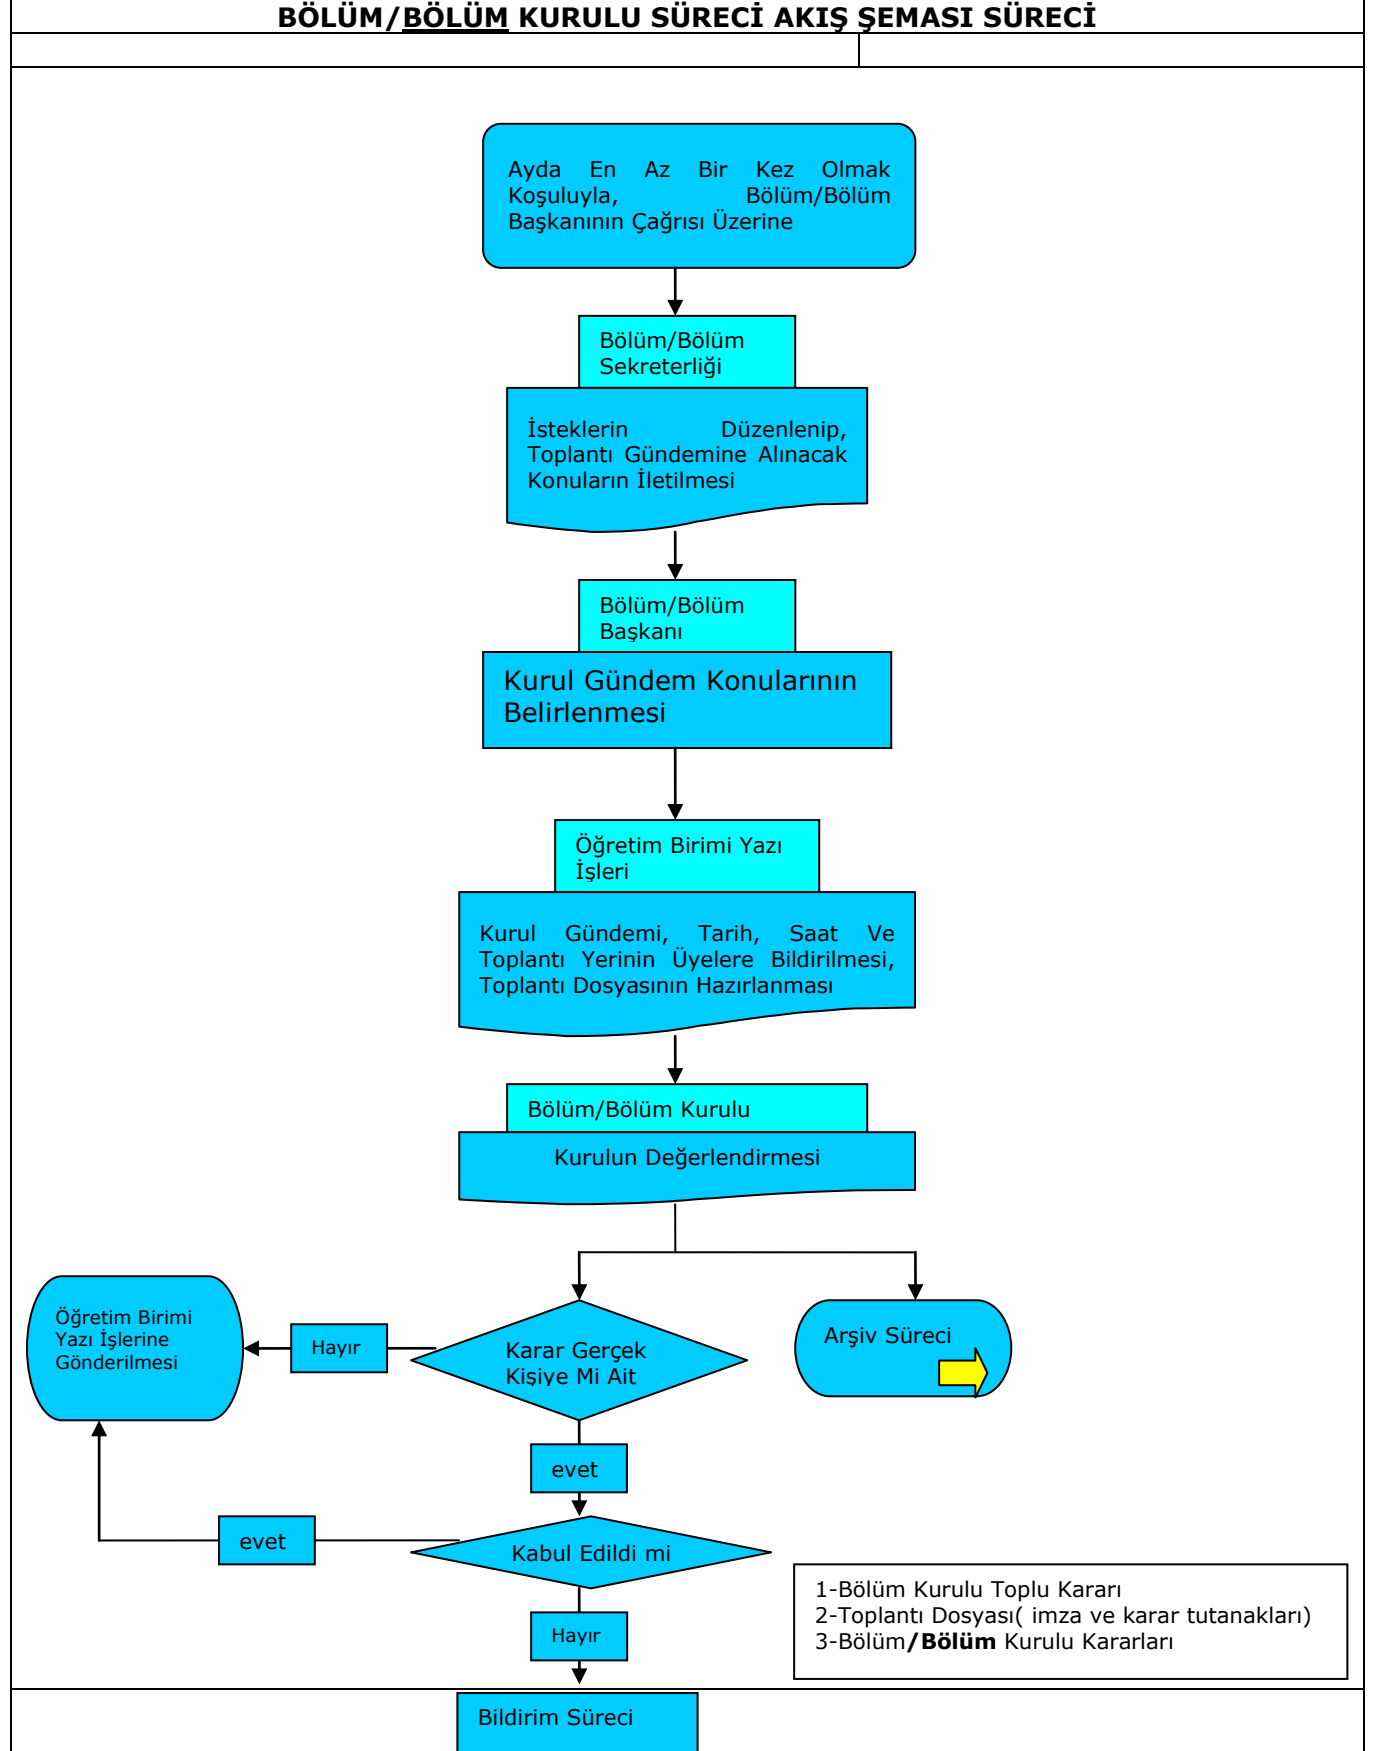 BÖLÜM/BÖLÜM KURULU SÜRECİ AKIŞ ŞEMASI SÜRECİ
Ayda En Az Bir Kez Olmak
Koşuluyla, Bölüm/Bölüm
Başkanının Çağrısı Üzerine
Bölüm/Bölüm
Sekreterliği
İsteklerin Düzenlenip,
Toplantı Gündemine Alınacak
Konuların İletilmesi
Bölüm/Bölüm
Başkanı
Kurul Gündem Konularının
Belirlenmesi
Öğretim Birimi Yazı
İşleri
Kurul Gündemi, Tarih, Saat Ve
Toplantı Yerinin Üyelere Bildirilmesi,
Toplantı Dosyasının Hazırlanması
Bölüm/Bölüm Kurulu
Kurulun Değerlendirmesi
Öğretim Birimi
Yazı İşlerine
Gönderilmesi
Hayır
Karar Gerçek
Kişiye Mi Ait
Arşiv Süreci
evet
evet
Kabul Edildi mi
Hayır
1-Bölüm Kurulu Toplu Kararı
2-Toplantı Dosyası( imza ve karar tutanakları)
3-Bölüm/Bölüm Kurulu Kararları
Bildirim Süreci